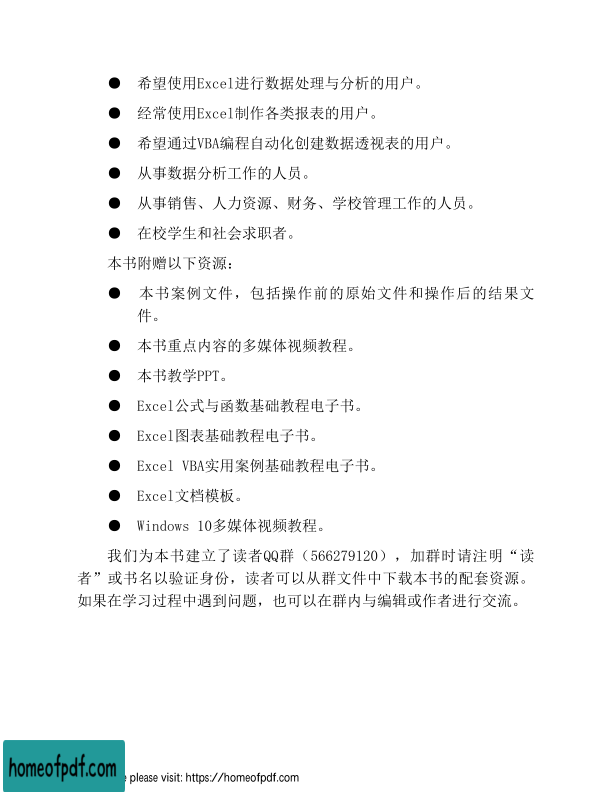 ● 希望使用Excel进行数据处理与分析的用户。
● 经常使用Excel制作各类报表的用户。
● 希望通过VBA编程自动化创建数据透视表的用户。
● 从事数据分析工作的人员。
● 从事销售、人力资源、财务、学校管理工作的人员。
● 在校学生和社会求职者。
本书附赠以下资源：
● 本书案例文件，包括操作前的原始文件和操作后的结果文
件。
● 本书重点内容的多媒体视频教程。
● 本书教学PPT。
● Excel公式与函数基础教程电子书。
● Excel图表基础教程电子书。
● Excel VBA实用案例基础教程电子书。
● Excel文档模板。
● Windows 10多媒体视频教程。
我们为本书建立了读者QQ群（566279120），加群时请注明“读
者”或书名以验证身份，读者可以从群文件中下载本书的配套资源。
如果在学习过程中遇到问题，也可以在群内与编辑或作者进行交流。
homeofpdf.com
please visit: https://homeofpdf.com